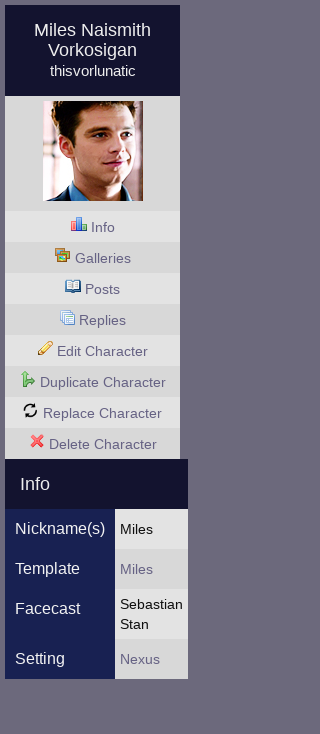 Miles Naismith
Vorkosigan
thisvorlunatic
Info
Galleries
Posts
Replies
Edit Character
Duplicate Character
Replace Character
Delete Character
Info
Nickname(s) Miles
Template Miles
Facecast Sebastian
Stan
Setting Nexus